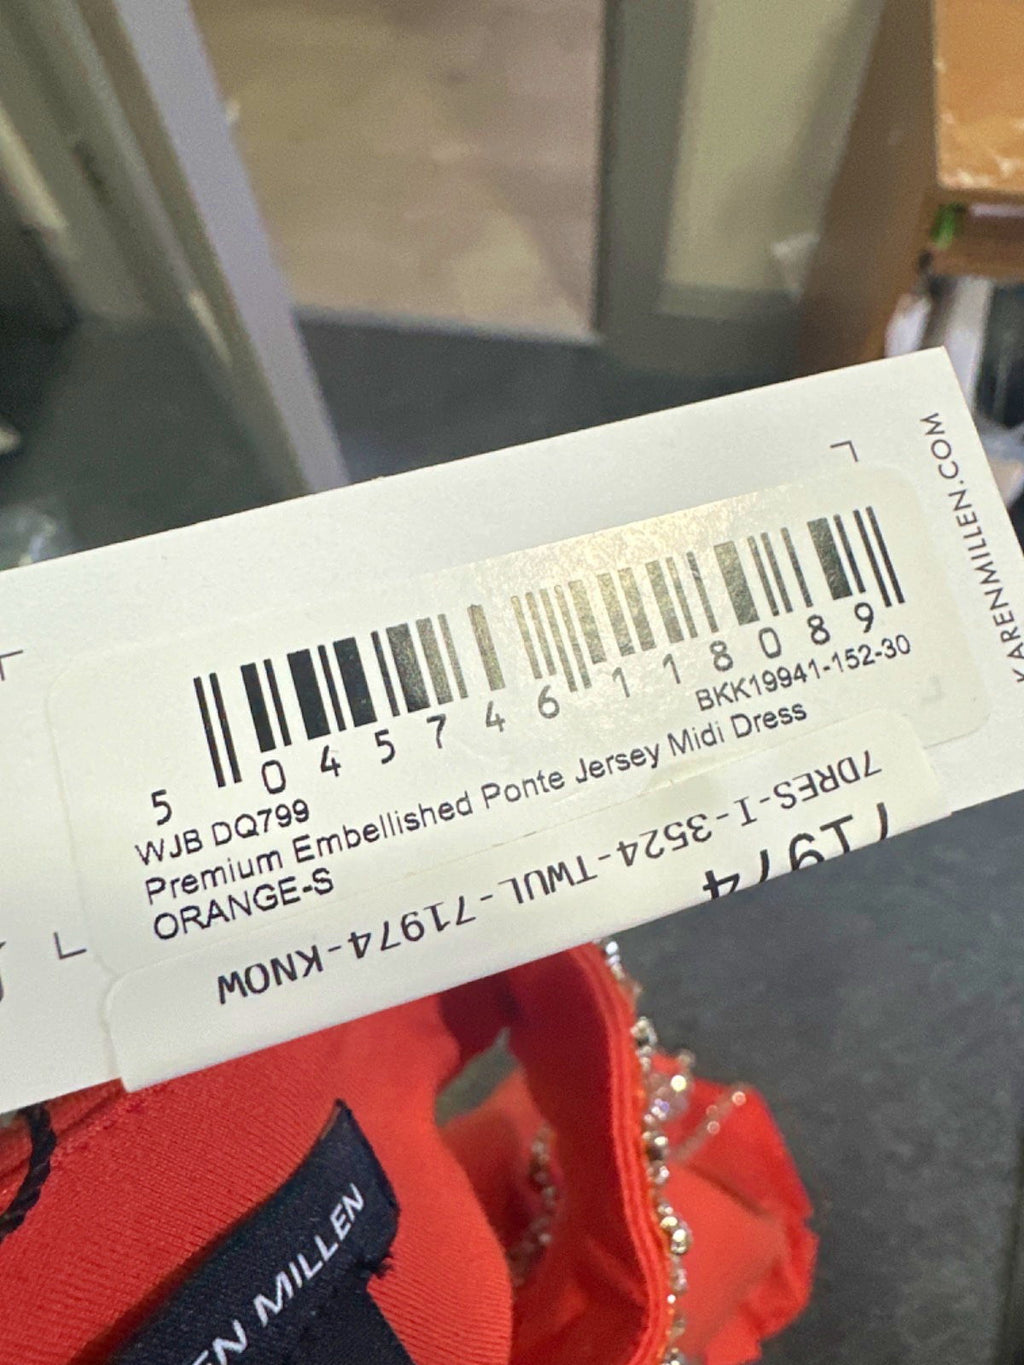 KARENMILLEN.COM
5 045746 118089
BKK19941-152-30
WJB DQ799
Premium Embellished Ponte Jersey Midi Dress
ORANGE-S
7DRES-I-3524-TWUL-71974-KNOW
71974
EN MILLEN